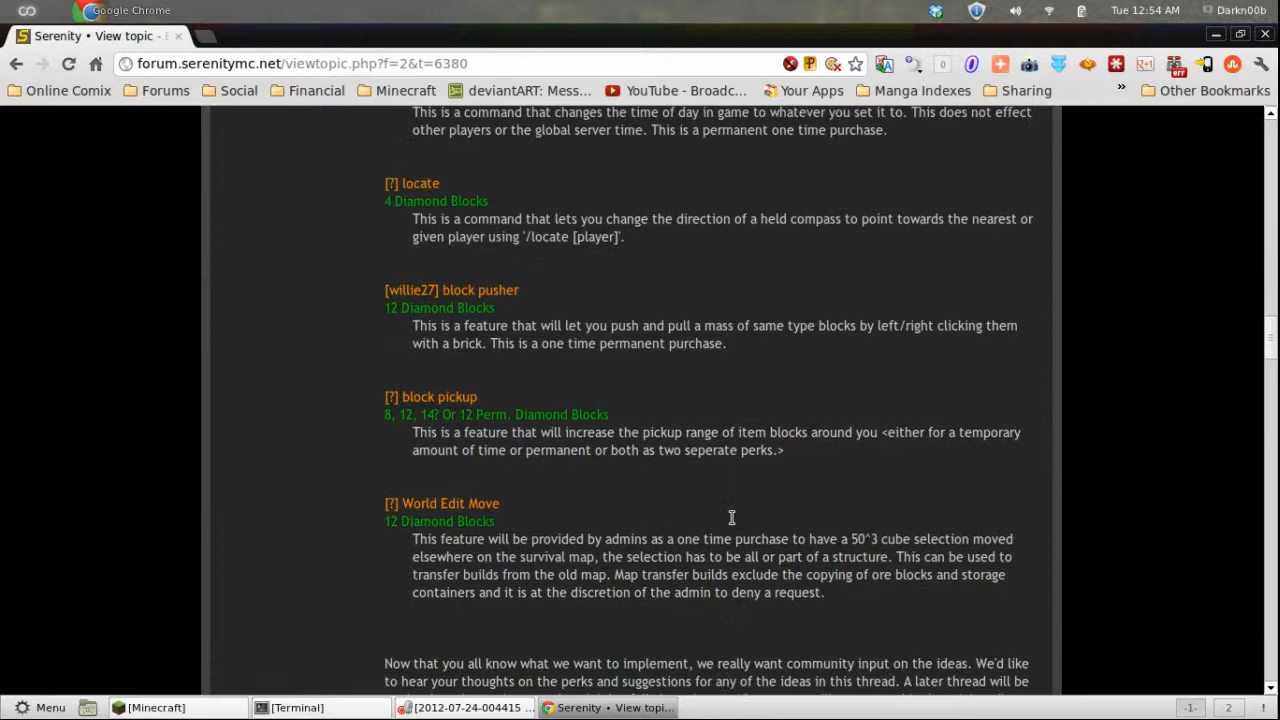 Google Chrome
Tue 12:54 AM
Darkn00b
Serenity • View topic -
forum.serenitymc.net/viewtopic.php?f=2&t=6380
err
Online Comix
Forums
Social
Financial
Minecraft
deviantART: Mess...
YouTube - Broadc...
Your Apps
Manga Indexes
Sharing
»
Other Bookmarks
This is a command that changes the time of day in game to whatever you set it to. This does not effect
other players or the global server time. This is a permanent one time purchase.
[?] locate
4 Diamond Blocks
This is a command that lets you change the direction of a held compass to point towards the nearest or
given player using '/locate [player]'.
[willie27] block pusher
12 Diamond Blocks
This is a feature that will let you push and pull a mass of same type blocks by left/right clicking them
with a brick. This is a one time permanent purchase.
[?] block pickup
8, 12, 14? Or 12 Perm. Diamond Blocks
This is a feature that will increase the pickup range of item blocks around you <either for a temporary
amount of time or permanent or both as two seperate perks.>
[?] World Edit Move
12 Diamond Blocks
This feature will be provided by admins as a one time purchase to have a 50^3 cube selection moved
elsewhere on the survival map, the selection has to be all or part of a structure. This can be used to
transfer builds from the old map. Map transfer builds exclude the copying of ore blocks and storage
containers and it is at the discretion of the admin to deny a request.
Now that you all know what we want to implement, we really want community input on the ideas. We'd like
to hear your thoughts on the perks and suggestions for any of the ideas in this thread. A later thread will be
Menu
[Minecraft]
[Terminal]
[2012-07-24-004415 ...
Serenity • View topi...
-1-
2
!